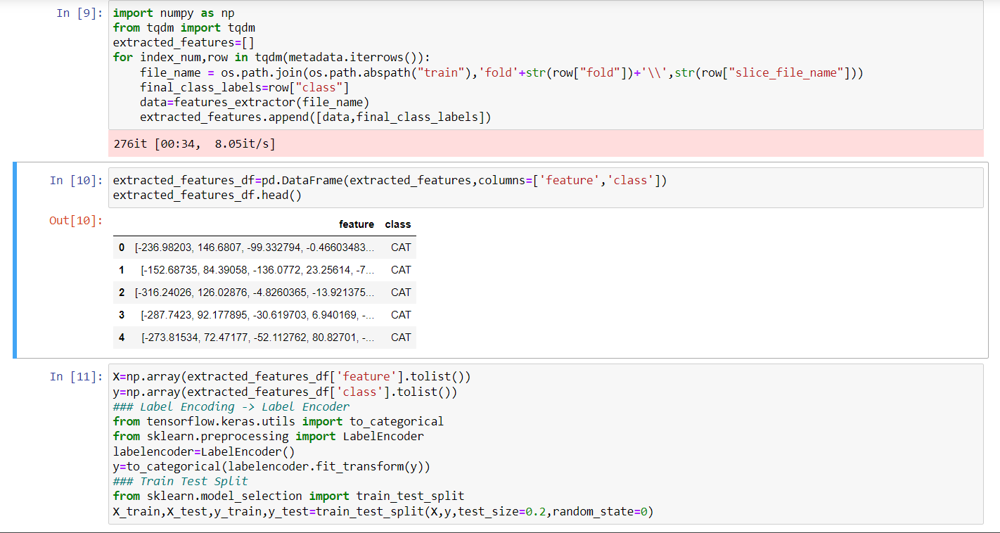 In [9]: import numpy as np
from tqdm import tqdm
extracted_features=[]
for index_num,row in tqdm(metadata.iterrows()):
    file_name = os.path.join(os.path.abspath("train"),'fold'+str(row["fold"])+'\\',str(row["slice_file_name"]))
    final_class_labels=row["class"]
    data=features_extractor(file_name)
    extracted_features.append([data,final_class_labels])
276it [00:34,  8.05it/s]
In [10]: extracted_features_df=pd.DataFrame(extracted_features,columns=['feature','class'])
extracted_features_df.head()
Out[10]:
feature class
0 [-236.98203, 146.6807, -99.332794, -0.46603483... CAT
1 [-152.68735, 84.39058, -136.0772, 23.25614, -7... CAT
2 [-316.24026, 126.02876, -4.8260365, -13.921375... CAT
3 [-287.7423, 92.177895, -30.619703, 6.940169, -... CAT
4 [-273.81534, 72.47177, -52.112762, 80.82701, -... CAT
In [11]: X=np.array(extracted_features_df['feature'].tolist())
y=np.array(extracted_features_df['class'].tolist())
### Label Encoding -> Label Encoder
from tensorflow.keras.utils import to_categorical
from sklearn.preprocessing import LabelEncoder
labelencoder=LabelEncoder()
y=to_categorical(labelencoder.fit_transform(y))
### Train Test Split
from sklearn.model_selection import train_test_split
X_train,X_test,y_train,y_test=train_test_split(X,y,test_size=0.2,random_state=0)